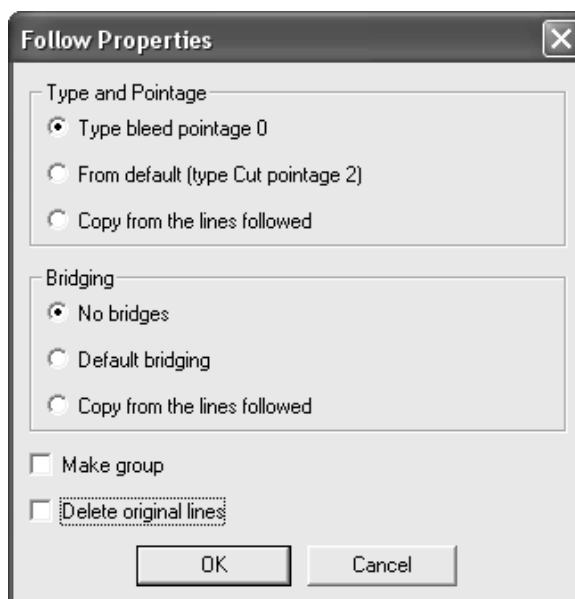 Follow Properties
Type and Pointage
Type bleed pointage 0
From default (type Cut pointage 2)
Copy from the lines followed
Bridging
No bridges
Default bridging
Copy from the lines followed
Make group
Delete original lines
OK Cancel